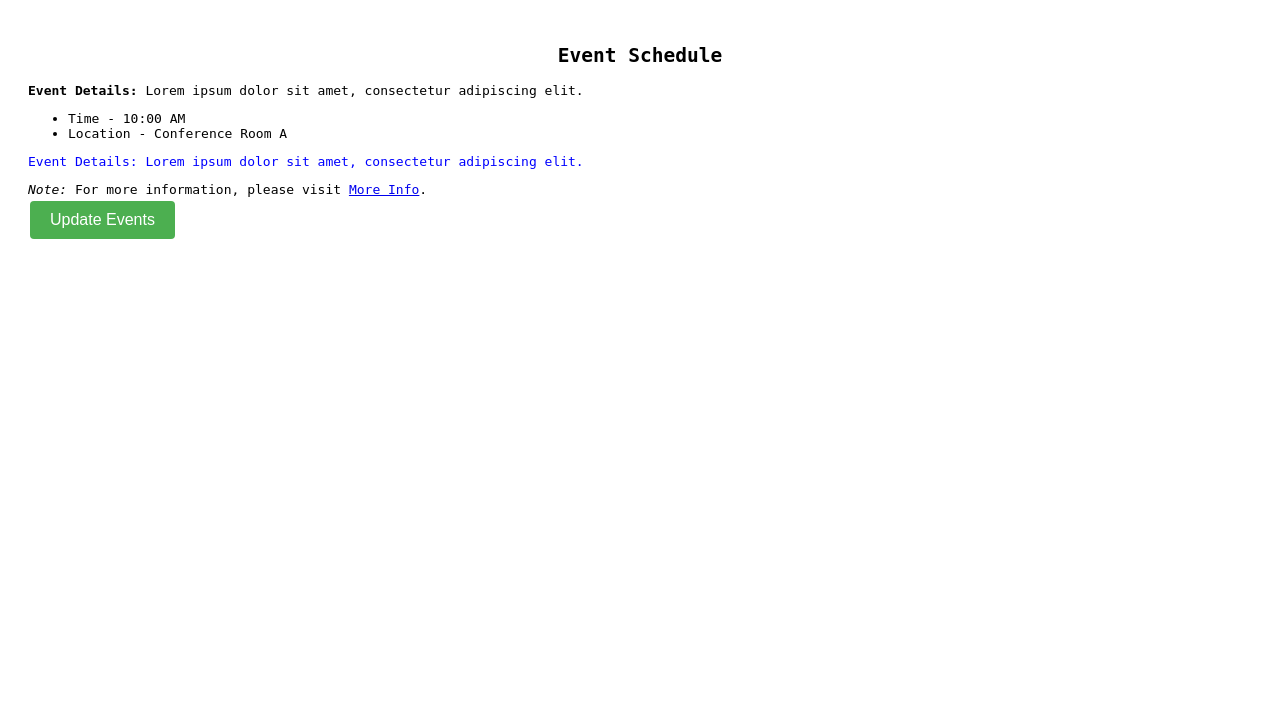 Event Schedule
Event Details: Lorem ipsum dolor sit amet, consectetur adipiscing elit.
• Time - 10:00 AM
• Location - Conference Room A
Event Details: Lorem ipsum dolor sit amet, consectetur adipiscing elit.
Note: For more information, please visit More Info.
Update Events